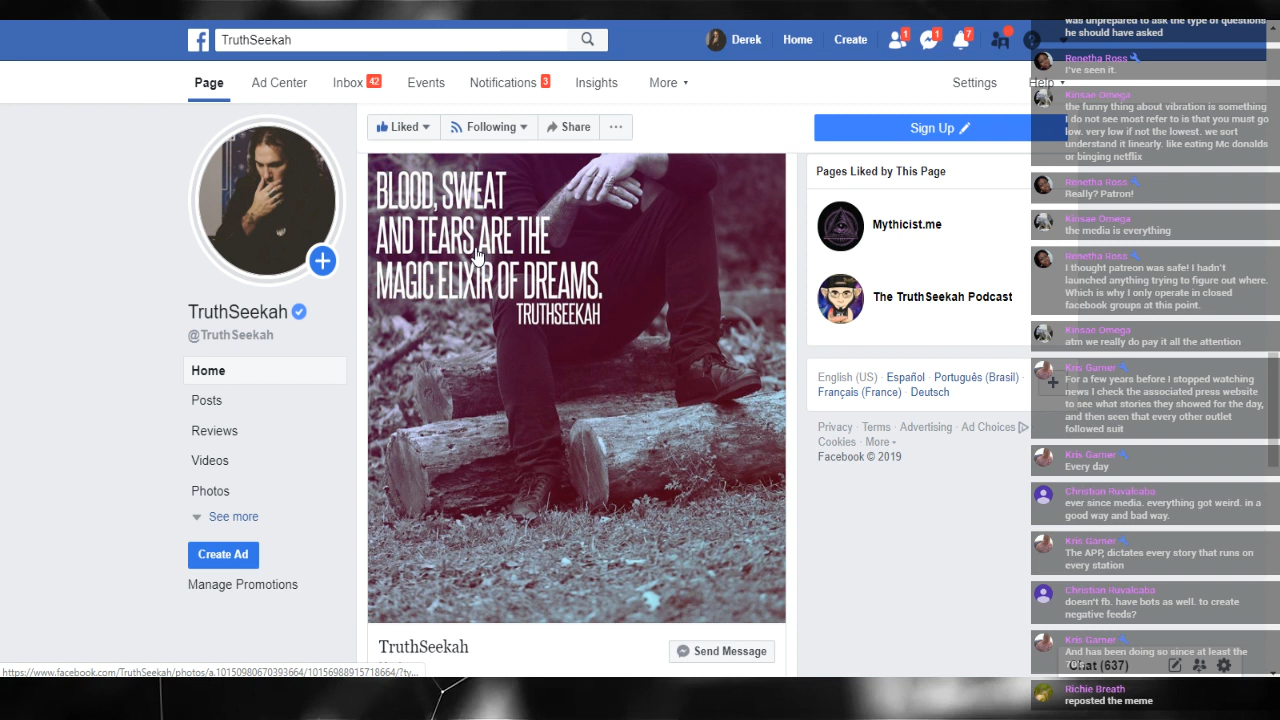 TruthSeekah
Derek
Home
Create
1
1
7
Page
Ad Center
Inbox 42
Events
Notifications 3
Insights
More
Settings
Help
Liked
Following
Share
Sign Up
TruthSeekah
@TruthSeekah
Home
Posts
Reviews
Videos
Photos
See more
Create Ad
Manage Promotions
BLOOD, SWEAT
AND TEARS ARE THE
MAGIC ELIXIR OF DREAMS.
TRUTHSEEKAH
TruthSeekah
Send Message
Pages Liked by This Page
Mythicist.me
The TruthSeekah Podcast
English (US) · Español · Português (Brasil) ·
Français (France) · Deutsch
Privacy · Terms · Advertising · Ad Choices
Cookies · More
Facebook © 2019
was unprepared to ask the type of questions
he should have asked
Renetha Ross
I've seen it.
Kinsae Omega
the funny thing about vibration is something
I do not see most refer to is that you must go
low. very low if not the lowest. we sort
understand it linearly. like eating Mc donalds
or binging netflix
Renetha Ross
Really? Patron!
Kinsae Omega
the media is everything
Renetha Ross
I thought patreon was safe! I hadn't
launched anything trying to figure out where.
Which is why I only operate in closed
facebook groups at this point.
Kinsae Omega
atm we really do pay it all the attention
Kris Garner
For a few years before I stopped watching
news I check the associated press website
to see what stories they showed for the day,
and then seen that every other outlet
followed suit
Kris Garner
Every day
Christian Ruvalcaba
ever since media. everything got weird. in a
good way and bad way.
Kris Garner
The APP, dictates every story that runs on
every station
Christian Ruvalcaba
doesn't fb. have bots as well. to create
negative feeds?
Kris Garner
And has been doing so since at least the
70's
Chat (637)
Richie Breath
reposted the meme
https://www.facebook.com/TruthSeekah/photos/a.10150980670393664/10156988915718664/?ty...